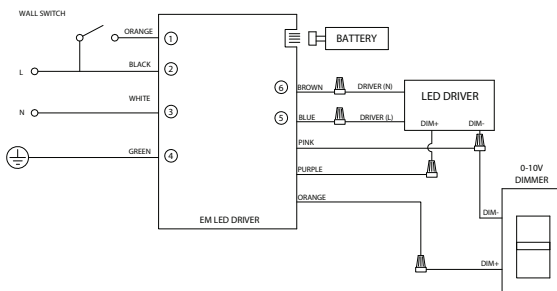 WALL SWITCH
ORANGE
1
BATTERY
L
BLACK
2
6
BROWN
DRIVER (N)
LED DRIVER
N
WHITE
3
5
BLUE
DRIVER (L)
DIM+
DIM-
PINK
GREEN
4
PURPLE
0-10V
DIMMER
ORANGE
DIM-
EM LED DRIVER
DIM+